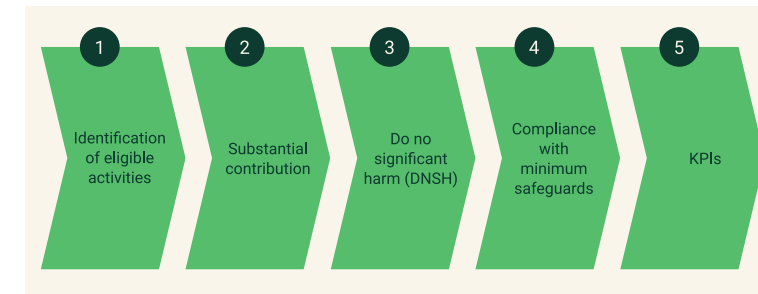 1
Identification
of eligible
activities
2
Substantial
contribution
3
Do no
significant
harm (DNSH)
4
Compliance
with
minimum
safeguards
5
KPIs